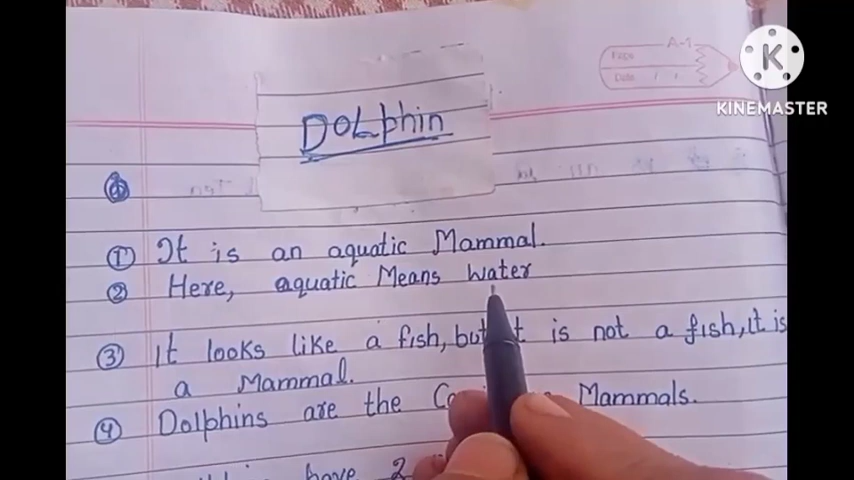 A-1
Page
Date / /
K
KINEMASTER
DOLphin
① It is an aquatic Mammal.
② Here, aquatic Means water
③ It looks like a fish, but it is not a fish, it is
a Mammal.
④ Dolphins are the Mammals.
have 2